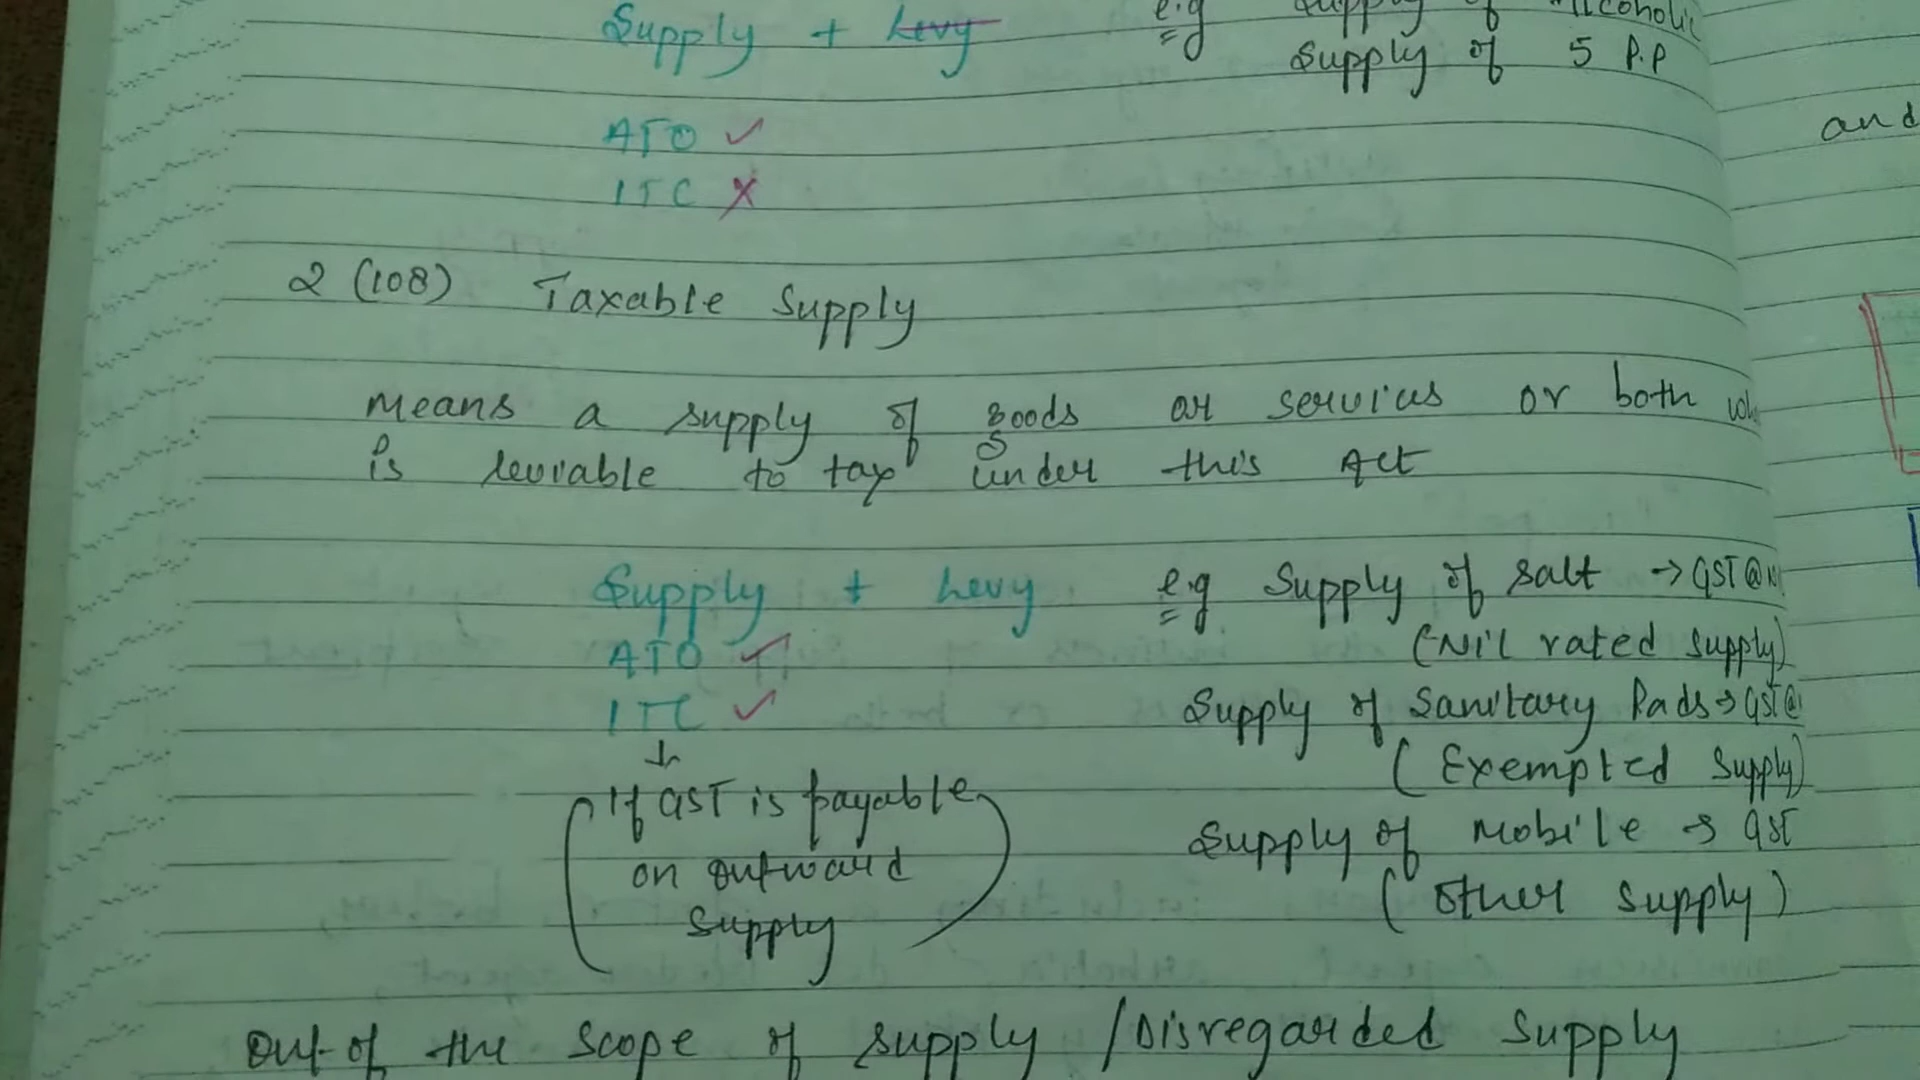 Supply + Levy e.g Supply of Alcoholic
Supply of 5 P.P
ATO ✓
ITC X
and
2 (108) Taxable Supply
means a supply of goods or services or both
is leviable to tax under this Act
Supply + Levy e.g Supply of salt → GST @
ATO ✓ (Nil rated supply)
ITC ✓ Supply of Sanitary Pads → GST @
(Exempted Supply)
(If GST is payable
on outward
supply)
Supply of mobile → GST
(Other supply)
Out of the scope of supply / Disregarded Supply